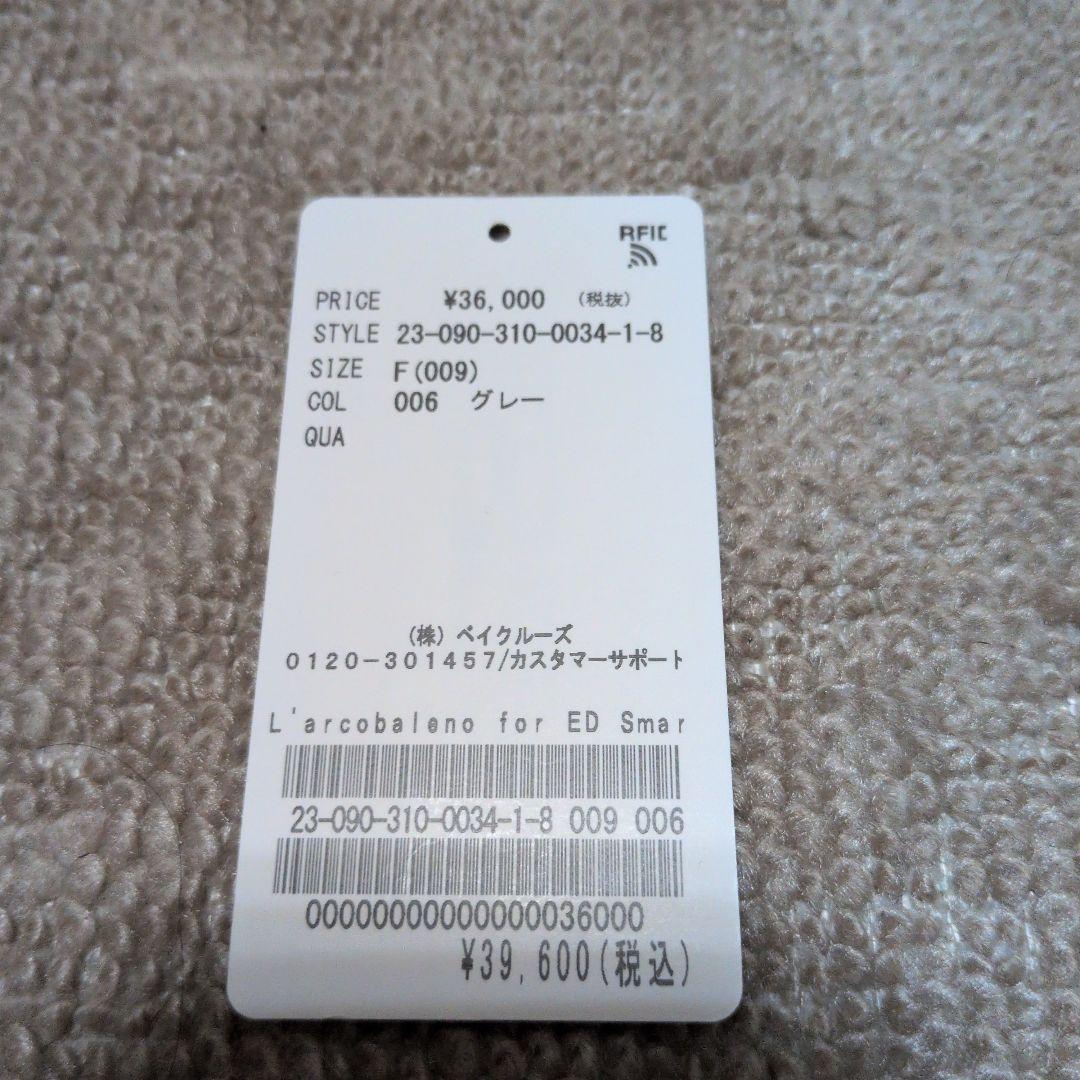 RFID
PRICE ¥36,000 (税抜)
STYLE 23-090-310-0034-1-8
SIZE F(009)
COL 006 グレー
QUA
(株) ベイクルーズ
0120-301457/カスタマーサポート
L'arcobaleno for ED Smar
23-090-310-0034-1-8 009 006
00000000000000036000
¥39,600(税込)